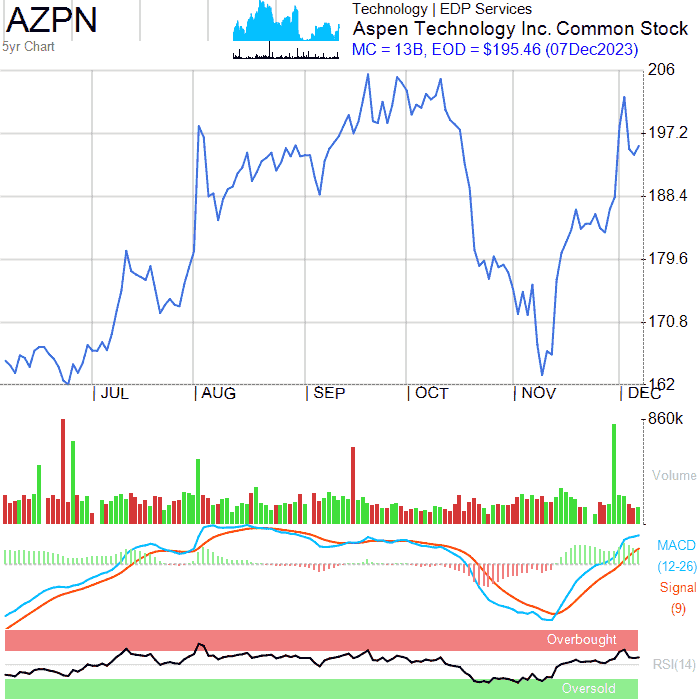 AZPN
5yr Chart
Technology | EDP Services
Aspen Technology Inc. Common Stock
MC = 13B, EOD = $195.46 (07Dec2023)
206
197.2
188.4
179.6
170.8
162
JUL AUG SEP OCT NOV DEC
860k
Volume
MACD
(12-26)
Signal
(9)
Overbought
RSI(14)
Oversold